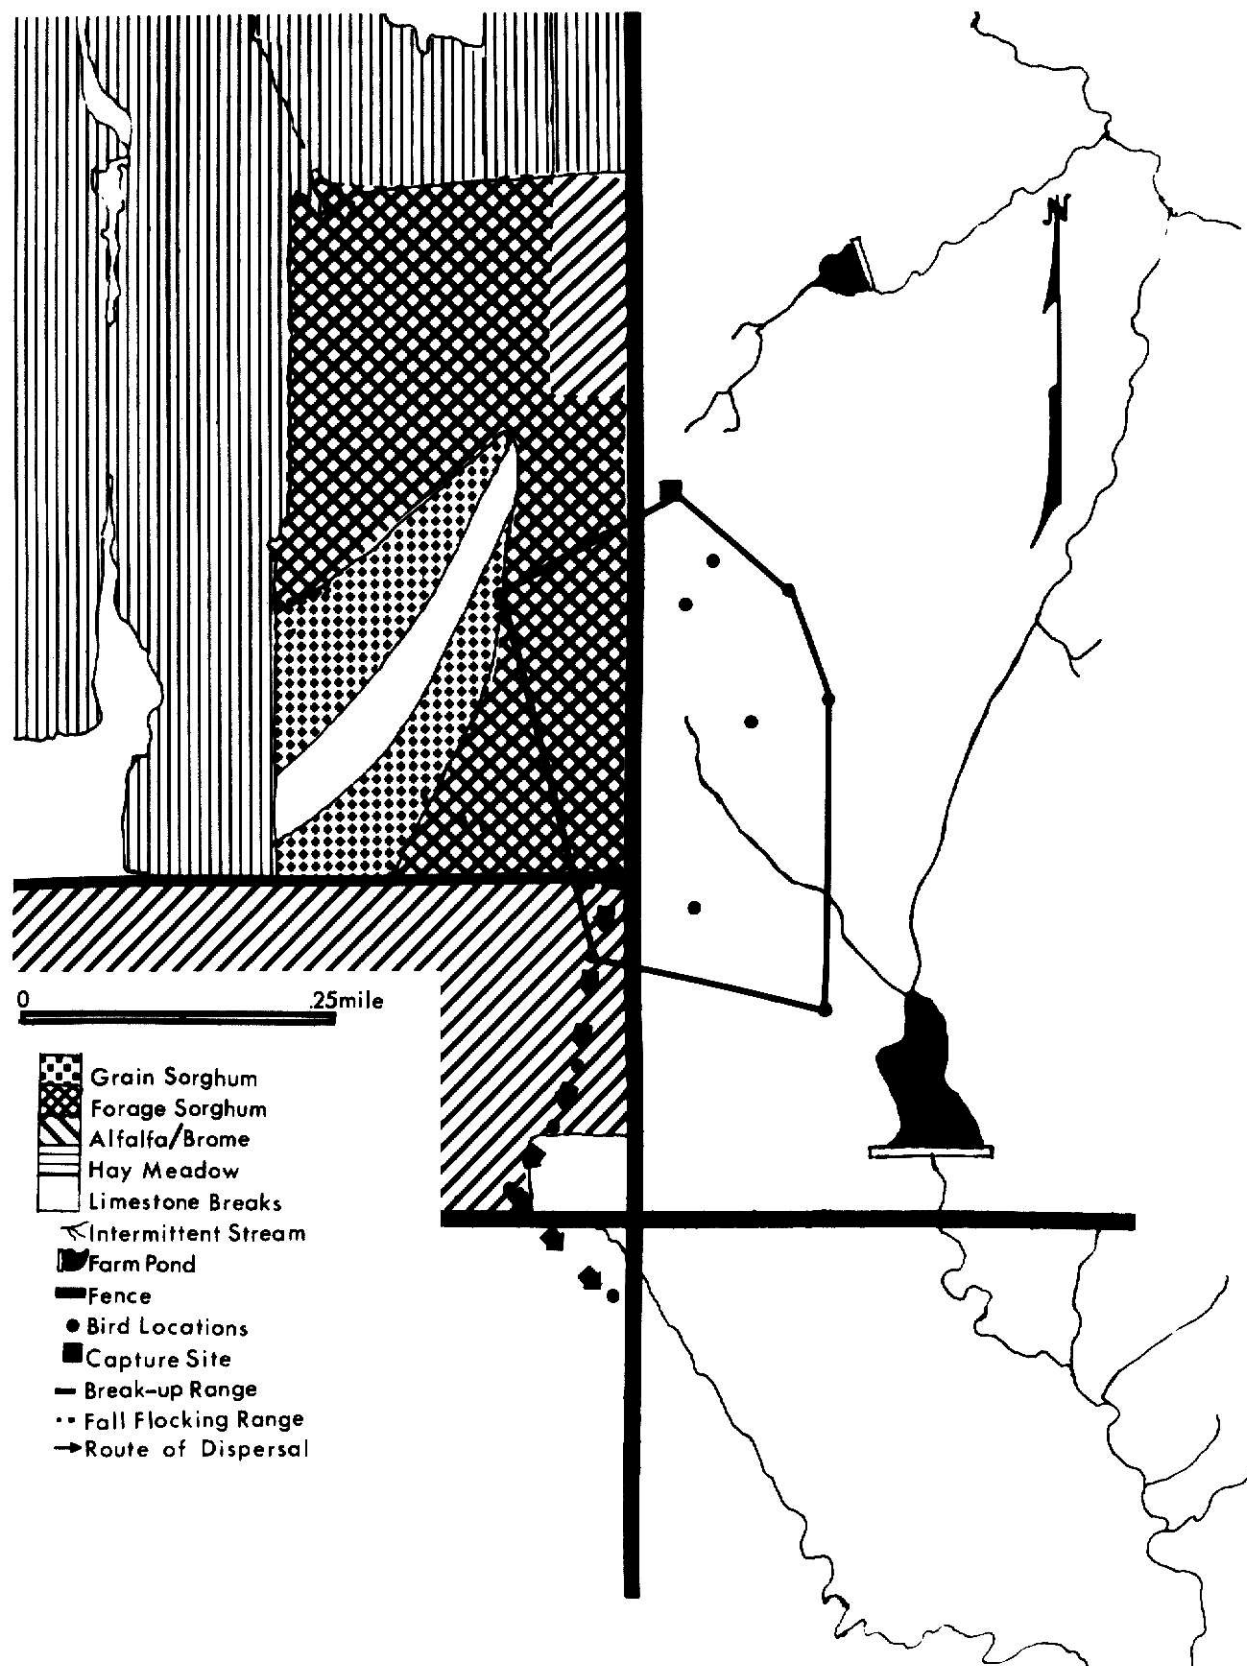 N
0 .25mile
Grain Sorghum
Forage Sorghum
Alfalfa/Brome
Hay Meadow
Limestone Breaks
Intermittent Stream
Farm Pond
Fence
Bird Locations
Capture Site
Break-up Range
Fall Flocking Range
Route of Dispersal